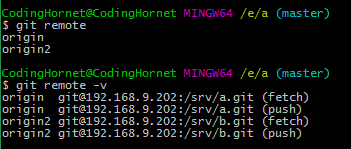 CodingHornet@CodingHornet MINGW64 /e/a (master)
$ git remote
origin
origin2
CodingHornet@CodingHornet MINGW64 /e/a (master)
$ git remote -v
origin  git@192.168.9.202:/srv/a.git (fetch)
origin  git@192.168.9.202:/srv/a.git (push)
origin2 git@192.168.9.202:/srv/b.git (fetch)
origin2 git@192.168.9.202:/srv/b.git (push)